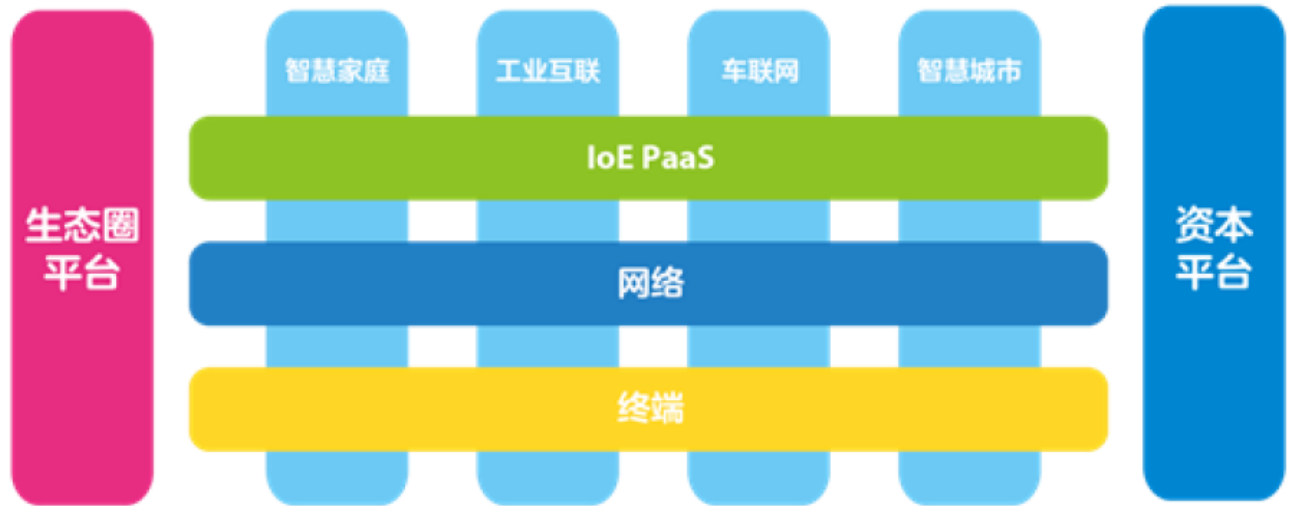 生态圈
平台
智慧家庭
工业互联
车联网
智慧城市
IoE PaaS
网络
终端
资本
平台